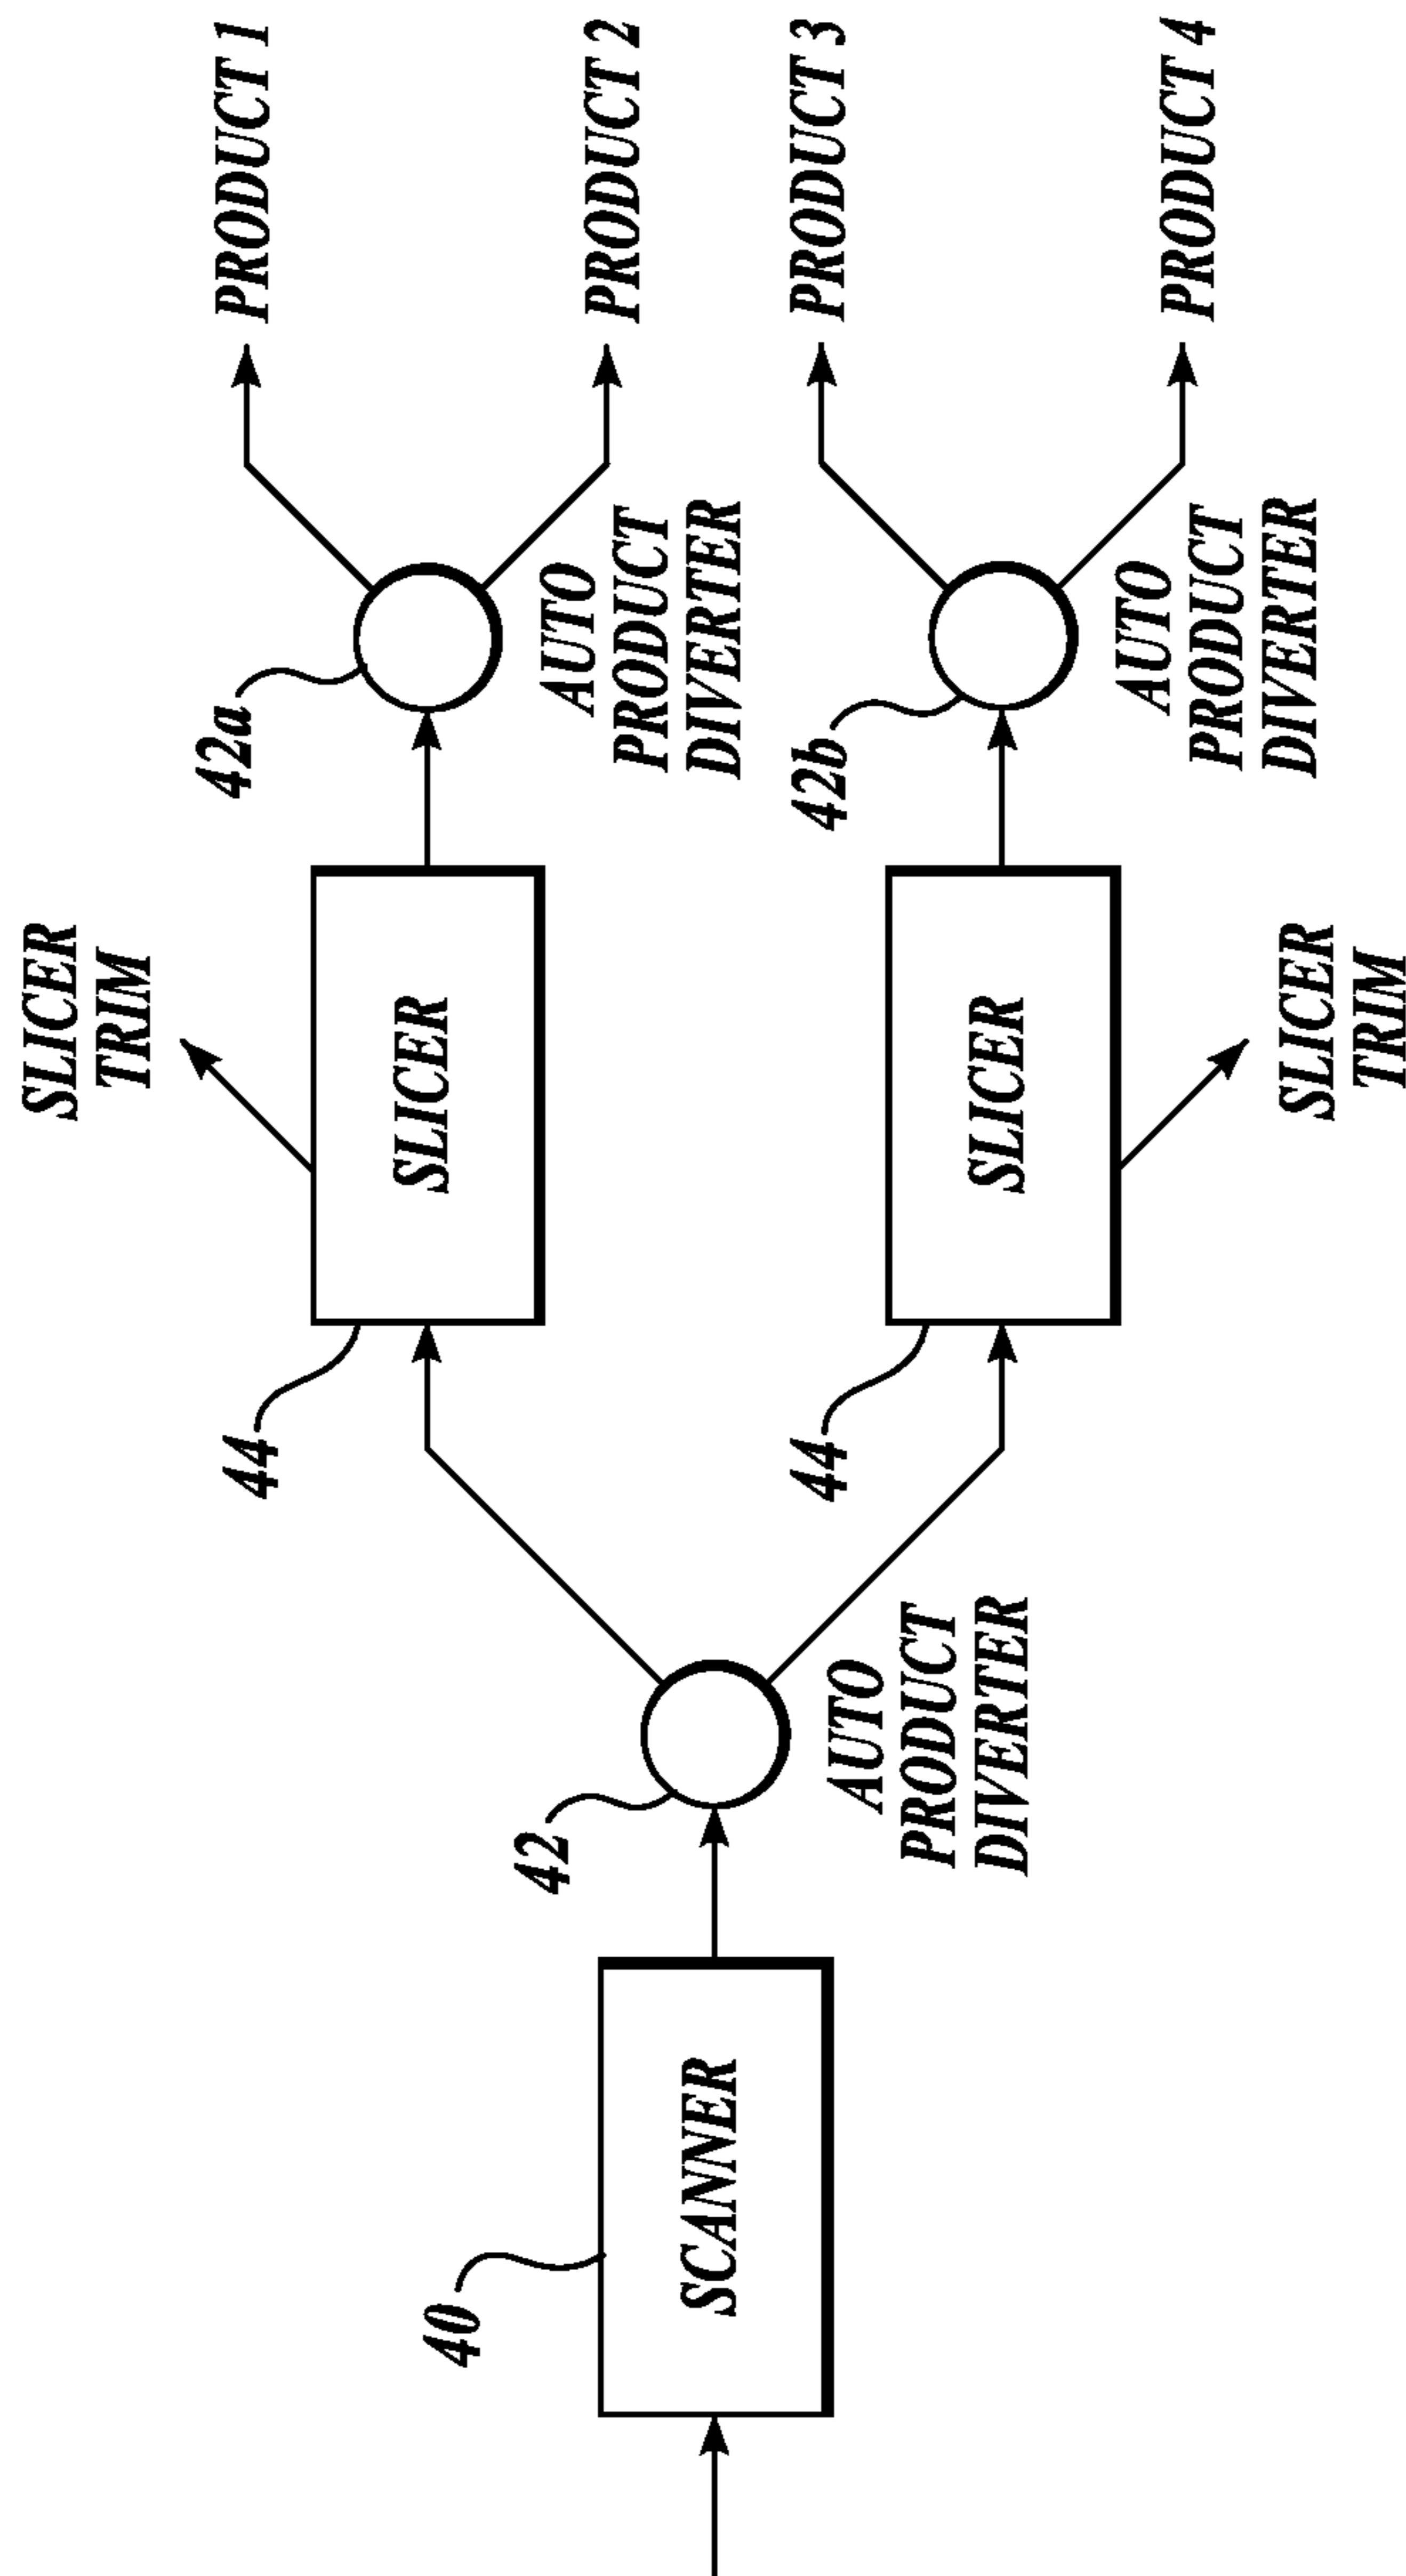 SLICER
TRIM
PRODUCT 1
42a
44
SLICER
PRODUCT 2
42
AUTO
PRODUCT
DIVERTER
40
SCANNER
AUTO
PRODUCT
DIVERTER
PRODUCT 3
42b
44
SLICER
PRODUCT 4
AUTO
PRODUCT
DIVERTER
SLICER
TRIM